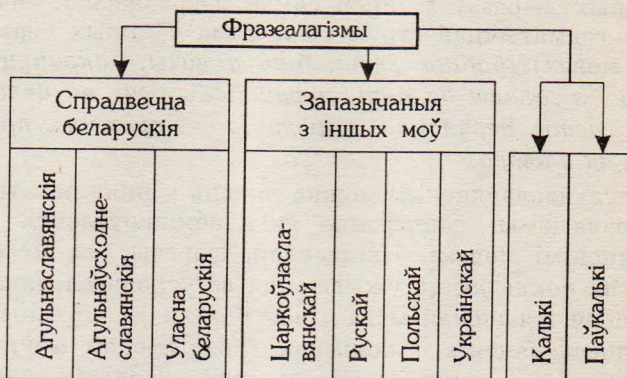 Фразеалагізмы
Спрадвечна
беларускія
Запазычаныя
з іншых моў
Агульнаславянскія
Агульнаўсходне-
славянскія
Уласна
беларускія
Царкоўнасла-
вянскай
Рускай
Польскай
Украінскай
Калькі
Паўкалькі